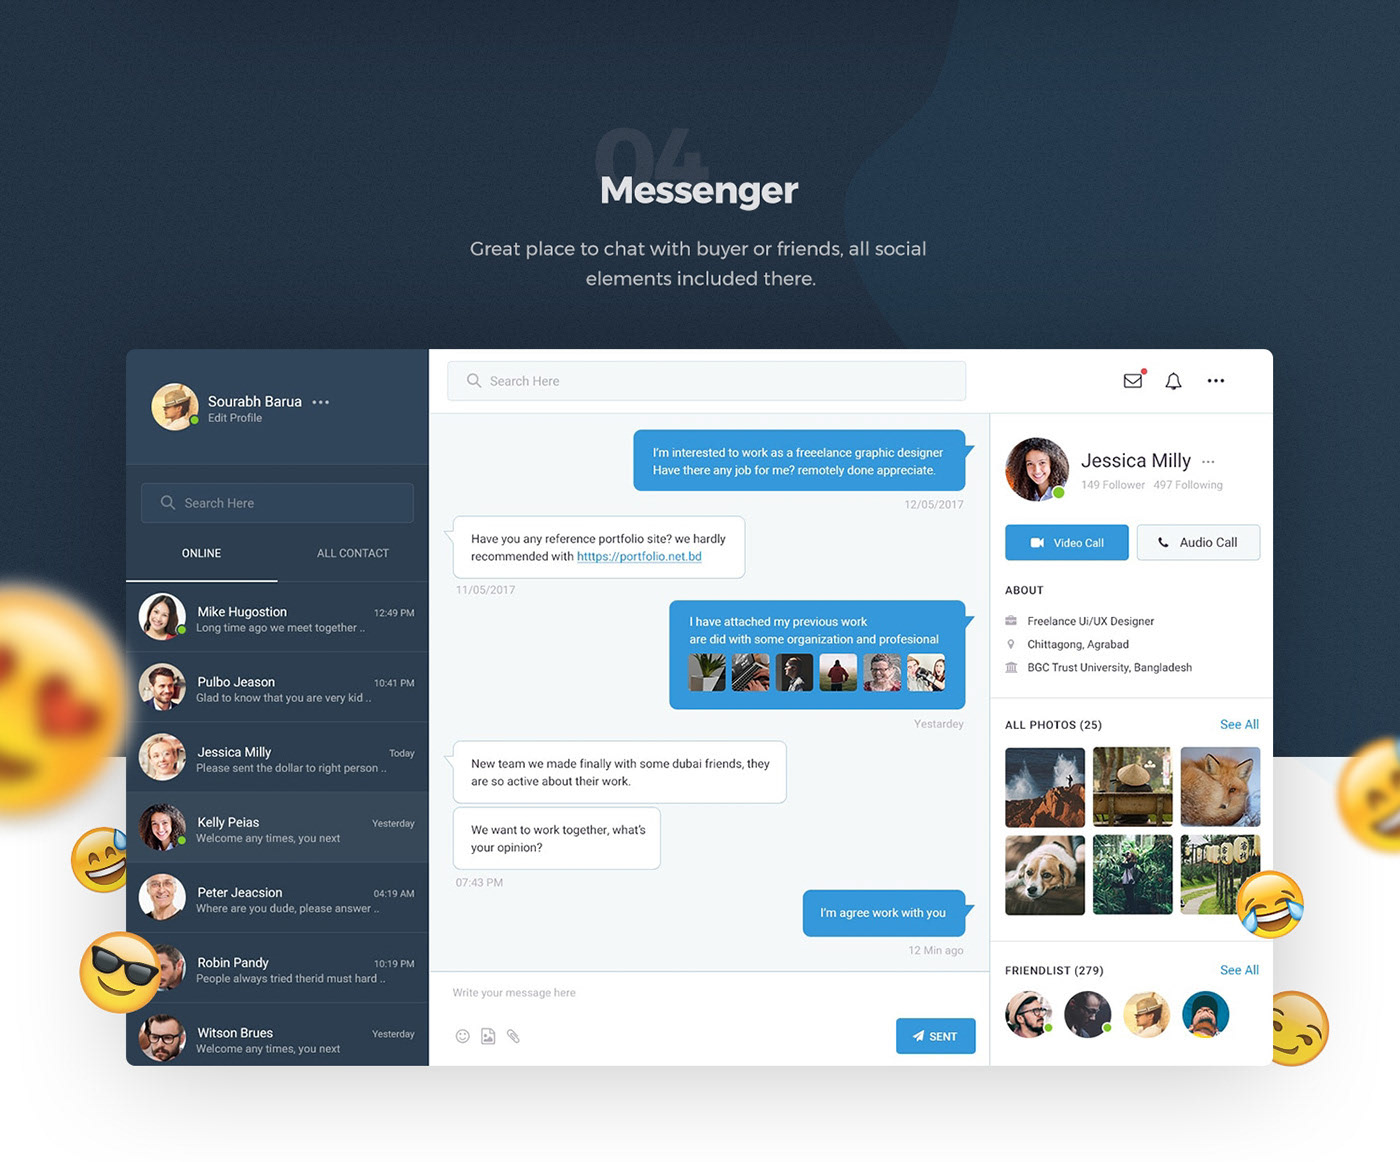 04
Messenger
Great place to chat with buyer or friends, all social
elements included there.
Sourabh Barua
Edit Profile
Search Here
ONLINE
ALL CONTACT
Mike Hugostion
12:49 PM
Long time ago we meet together ..
Pulbo Jeason
10:41 PM
Glad to know that you are very kid ..
Jessica Milly
Today
Please sent the dollar to right person ..
Kelly Peias
Yesterday
Welcome any times, you next
Peter Jeacsion
04:19 AM
Where are you dude, please answer ..
Robin Pandy
10:19 PM
People always tried therid must hard ..
Witson Brues
Yesterday
Welcome any times, you next
Search Here
I'm interested to work as a freeelance graphic designer
Have there any job for me? remotely done appreciate.
12/05/2017
Have you any reference portfolio site? we hardly
recommended with htttps://portfolio.net.bd
11/05/2017
I have attached my previous work
are did with some organization and profesional
Yestardey
New team we made finally with some dubai friends, they
are so active about their work.
We want to work together, what's
your opinion?
07:43 PM
I'm agree work with you
12 Min ago
Write your message here
SENT
Jessica Milly
149 Follower 497 Following
Video Call
Audio Call
ABOUT
Freelance Ui/UX Designer
Chittagong, Agrabad
BGC Trust University, Bangladesh
ALL PHOTOS (25)
See All
FRIENDLIST (279)
See All